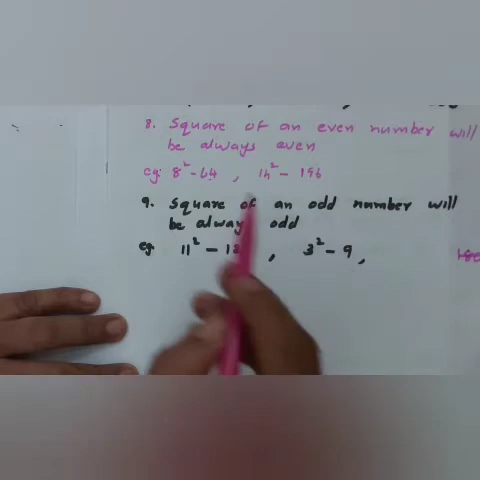 8. Square of an even number will
be always even
eg: 8² - 64 , 14² - 196
9. Square of an odd number will
be always odd
eg 11² - 1 , 3² - 9 ,